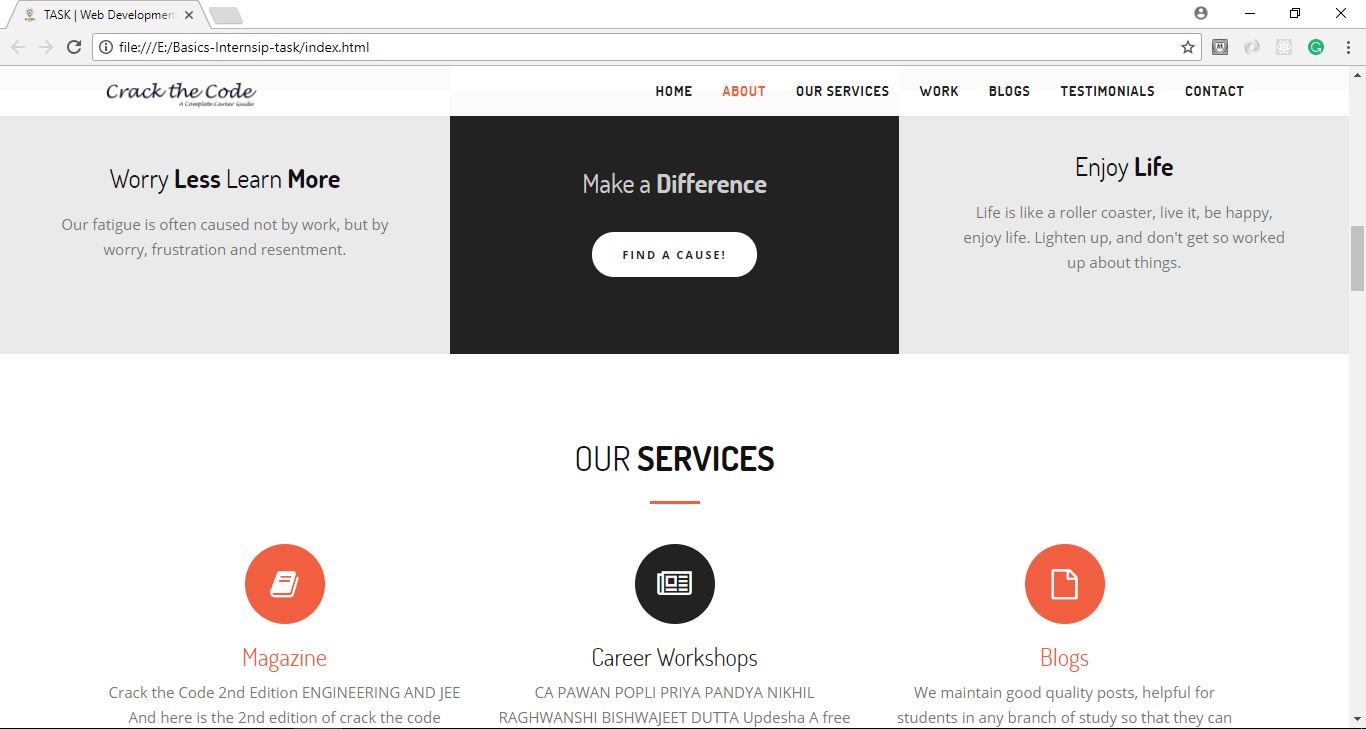 TASK | Web Developmen
file:///E:/Basics-Internsip-task/index.html
Crack the Code
A Complete Career Guide
HOME ABOUT OUR SERVICES WORK BLOGS TESTIMONIALS CONTACT
Worry Less Learn More
Our fatigue is often caused not by work, but by
worry, frustration and resentment.
Make a Difference
FIND A CAUSE!
Enjoy Life
Life is like a roller coaster, live it, be happy,
enjoy life. Lighten up, and don't get so worked
up about things.
OUR SERVICES
Magazine
Crack the Code 2nd Edition ENGINEERING AND JEE
And here is the 2nd edition of crack the code
Career Workshops
CA PAWAN POPLI PRIYA PANDYA NIKHIL
RAGHWANSHI BISHWAJEET DUTTA Updesha A free
Blogs
We maintain good quality posts, helpful for
students in any branch of study so that they can